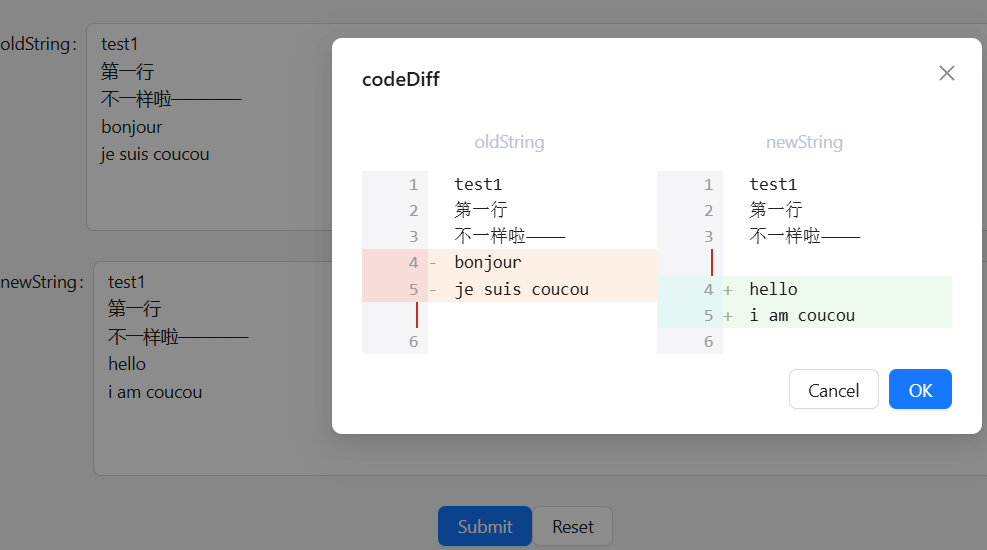 oldString:
test1
第一行
不一样啦————
bonjour
je suis coucou
newString:
test1
第一行
不一样啦————
hello
i am coucou
Submit
Reset
codeDiff
oldString
newString
1 test1
2 第一行
3 不一样啦————
4 - bonjour
5 - je suis coucou
6
1 test1
2 第一行
3 不一样啦————
4 + hello
5 + i am coucou
6
Cancel
OK